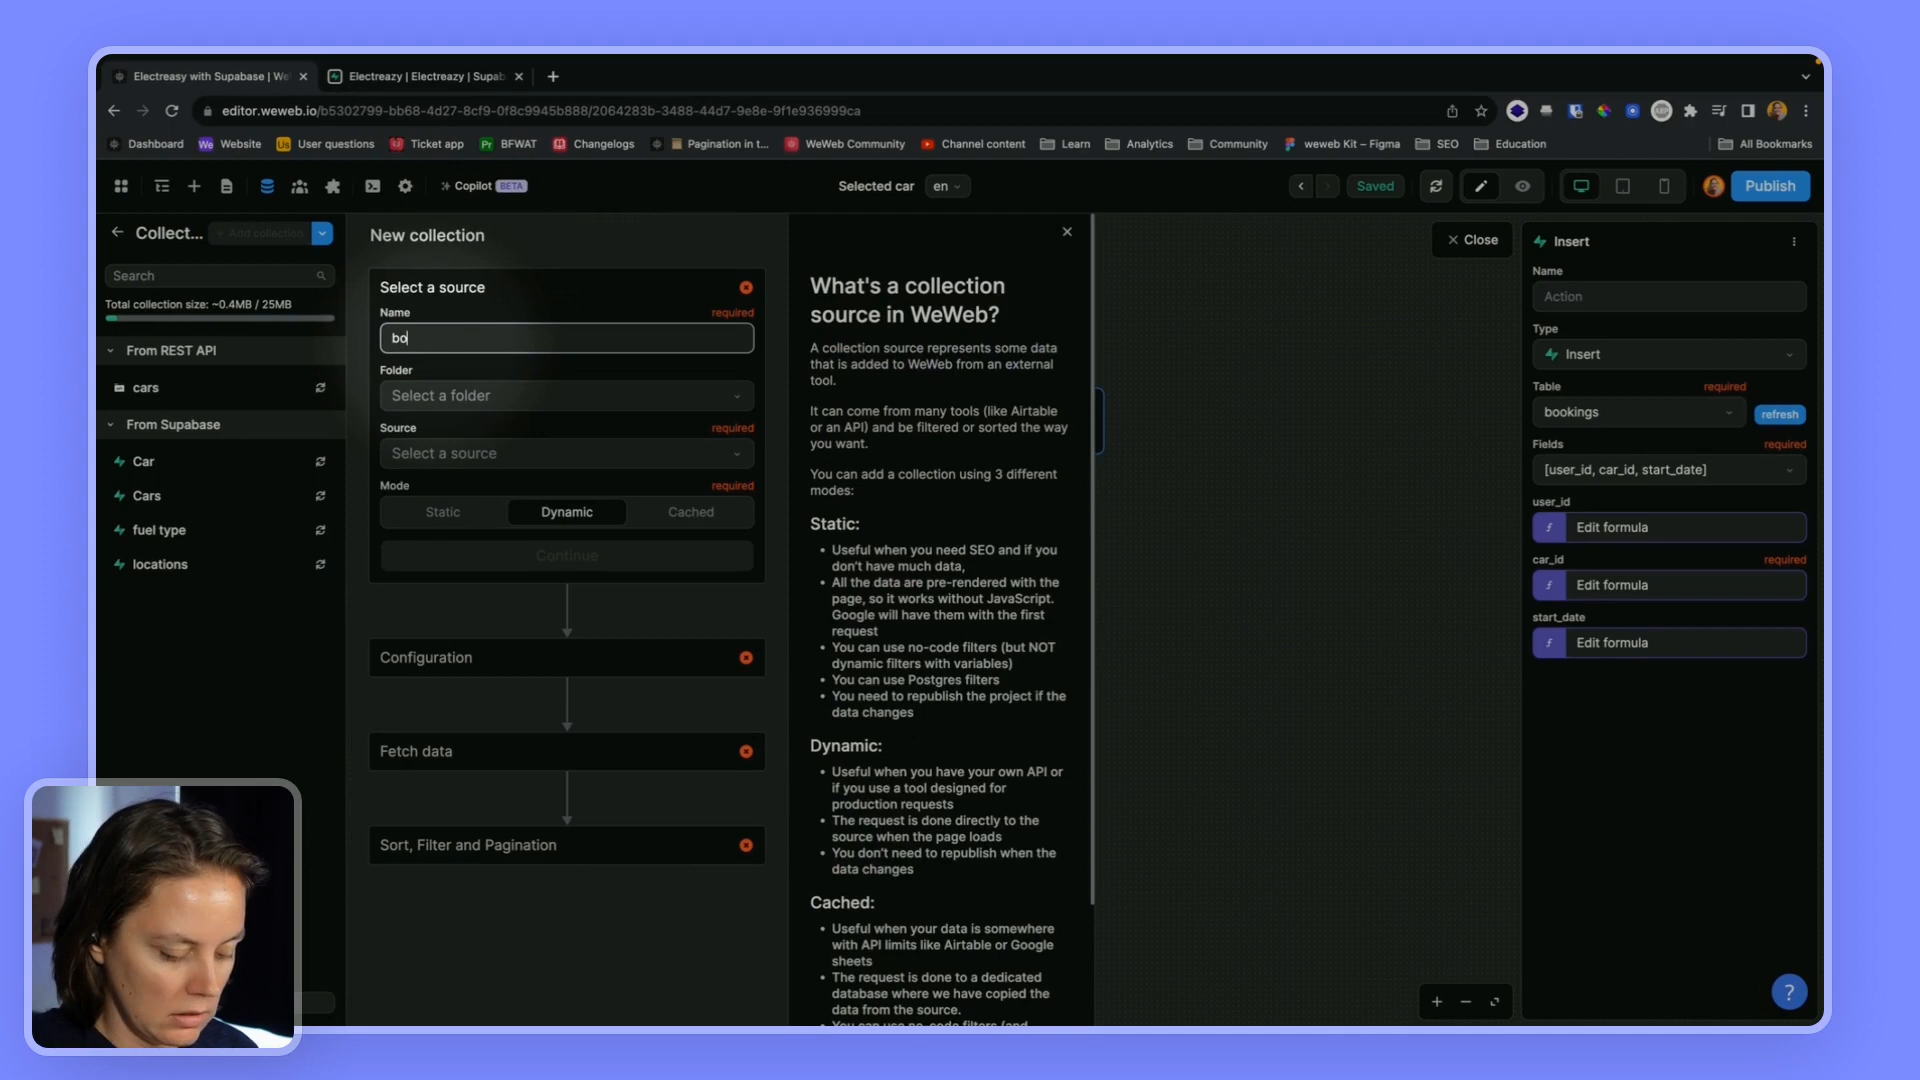 Electreasy with Supabase | We
Electreazy | Electreazy | Supab
editor.weweb.io/b5302799-bb68-4d27-8cf9-0f8c9945b888/2064283b-3488-44d7-9e8e-9f1e936999ca
Dashboard
We Website
Us User questions
Ticket app
Pr BFWAT
Changelogs
Pagination in t...
WeWeb Community
Channel content
Learn
Analytics
Community
weweb Kit – Figma
SEO
Education
All Bookmarks
Copilot BETA
Selected car
en
Saved
Publish
Collect...
+ Add collection
Search
Total collection size: ~0.4MB / 25MB
From REST API
cars
From Supabase
Car
Cars
fuel type
locations
New collection
Select a source
Name required
bo
Folder
Select a folder
Source required
Select a source
Mode required
Static Dynamic Cached
Continue
Configuration
Fetch data
Sort, Filter and Pagination
What's a collection
source in WeWeb?
A collection source represents some data
that is added to WeWeb from an external
tool.
It can come from many tools (like Airtable
or an API) and be filtered or sorted the way
you want.
You can add a collection using 3 different
modes:
Static:
• Useful when you need SEO and if you
don't have much data,
• All the data are pre-rendered with the
page, so it works without JavaScript.
Google will have them with the first
request
• You can use no-code filters (but NOT
dynamic filters with variables)
• You can use Postgres filters
• You need to republish the project if the
data changes
Dynamic:
• Useful when you have your own API or
if you use a tool designed for
production requests
• The request is done directly to the
source when the page loads
• You don't need to republish when the
data changes
Cached:
• Useful when your data is somewhere
with API limits like Airtable or Google
sheets
• The request is done to a dedicated
database where we have copied the
data from the source.
• You can use no-code filters (and
Close
Insert
Name
Action
Type
Insert
Table required
bookings
refresh
Fields required
[user_id, car_id, start_date]
user_id
f Edit formula
car_id required
f Edit formula
start_date
f Edit formula
?